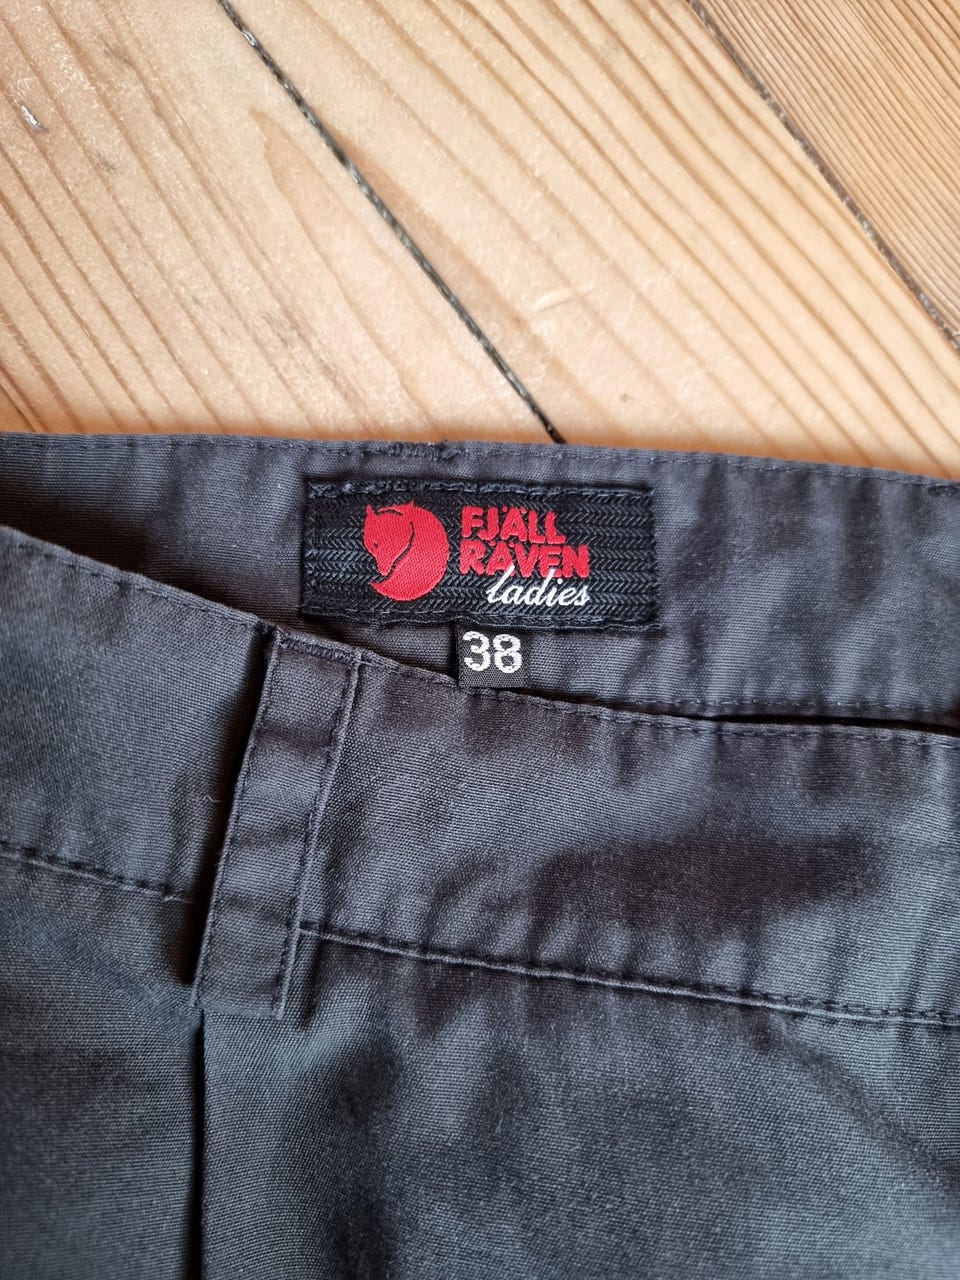 FJÄLL
RÄVEN
ladies
38